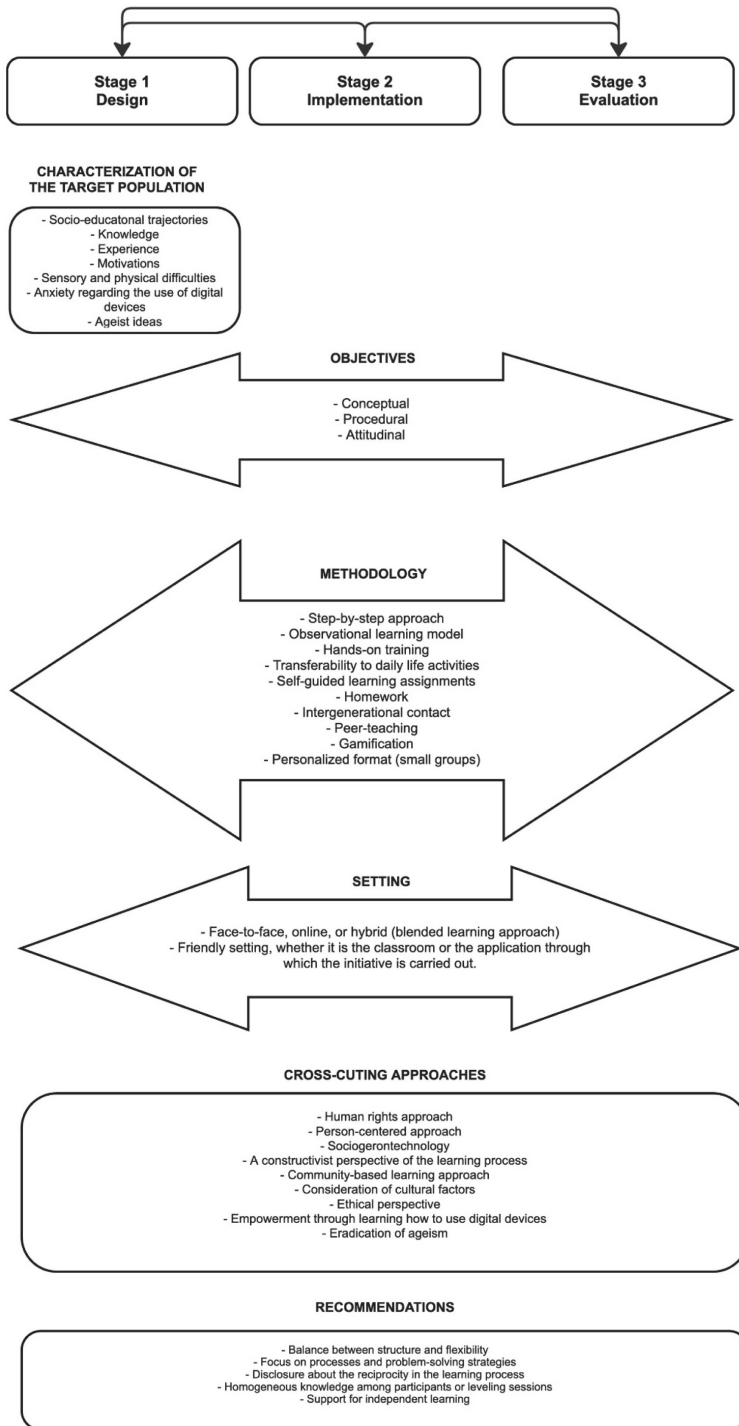 Stage 1
Design
Stage 2
Implementation
Stage 3
Evaluation
CHARACTERIZATION OF
THE TARGET POPULATION
- Socio-educatonal trajectories
- Knowledge
- Experience
- Motivations
- Sensory and physical difficulties
- Anxiety regarding the use of digital
devices
- Ageist ideas
OBJECTIVES
- Conceptual
- Procedural
- Attitudinal
METHODOLOGY
- Step-by-step approach
- Observational learning model
- Hands-on training
- Transferability to daily life activities
- Self-guided learning assignments
- Homework
- Intergenerational contact
- Peer-teaching
- Gamification
- Personalized format (small groups)
SETTING
- Face-to-face, online, or hybrid (blended learning approach)
- Friendly setting, whether it is the classroom or the application through
which the initiative is carried out.
CROSS-CUTING APPROACHES
- Human rights approach
- Person-centered approach
- Sociogerontechnology
- A constructivist perspective of the learning process
- Community-based learning approach
- Consideration of cultural factors
- Ethical perspective
- Empowerment through learning how to use digital devices
- Eradication of ageism
RECOMMENDATIONS
- Balance between structure and flexibility
- Focus on processes and problem-solving strategies
- Disclosure about the reciprocity in the learning process
- Homogeneous knowledge among participants or leveling sessions
- Support for independent learning